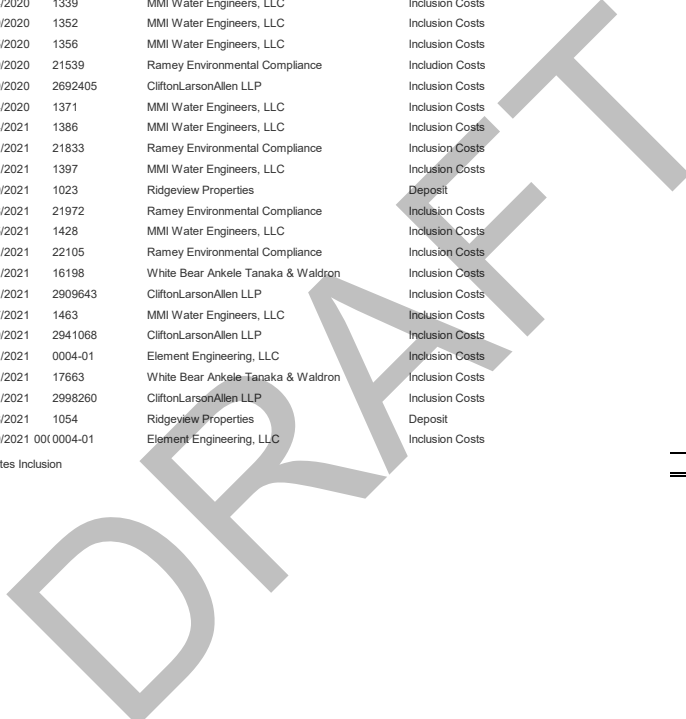 /2020 1339 MMI Water Engineers, LLC Inclusion Costs
/2020 1352 MMI Water Engineers, LLC Inclusion Costs
/2020 1356 MMI Water Engineers, LLC Inclusion Costs
/2020 21539 Ramey Environmental Compliance Includion Costs
/2020 2692405 CliftonLarsonAllen LLP Inclusion Costs
/2020 1371 MMI Water Engineers, LLC Inclusion Costs
/2021 1386 MMI Water Engineers, LLC Inclusion Costs
/2021 21833 Ramey Environmental Compliance Inclusion Costs
/2021 1397 MMI Water Engineers, LLC Inclusion Costs
/2021 1023 Ridgeview Properties Deposit
/2021 21972 Ramey Environmental Compliance Inclusion Costs
/2021 1428 MMI Water Engineers, LLC Inclusion Costs
/2021 22105 Ramey Environmental Compliance Inclusion Costs
/2021 16198 White Bear Ankele Tanaka & Waldron Inclusion Costs
/2021 2909643 CliftonLarsonAllen LLP Inclusion Costs
/2021 1463 MMI Water Engineers, LLC Inclusion Costs
/2021 2941068 CliftonLarsonAllen LLP Inclusion Costs
/2021 0004-01 Element Engineering, LLC Inclusion Costs
/2021 17663 White Bear Ankele Tanaka & Waldron Inclusion Costs
/2021 2998260 CliftonLarsonAllen LLP Inclusion Costs
/2021 1054 Ridgeview Properties Deposit
/2021 00(0004-01 Element Engineering, LLC Inclusion Costs
tes Inclusion
DRAFT